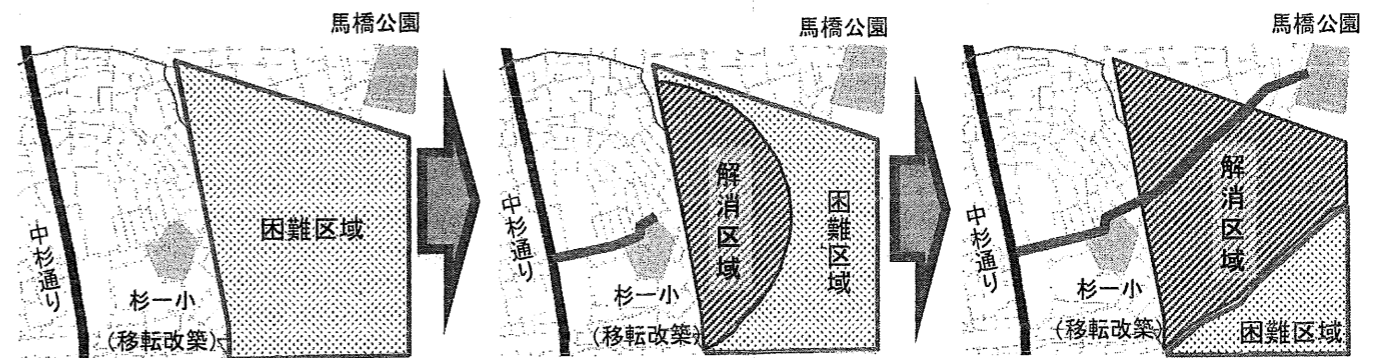 馬橋公園
中杉通り
困難区域
杉一小
(移転改築)
馬橋公園
中杉通り
解消区域
困難区域
杉一小
(移転改築)
馬橋公園
中杉通り
解消区域
杉一小
(移転改築)
困難区域